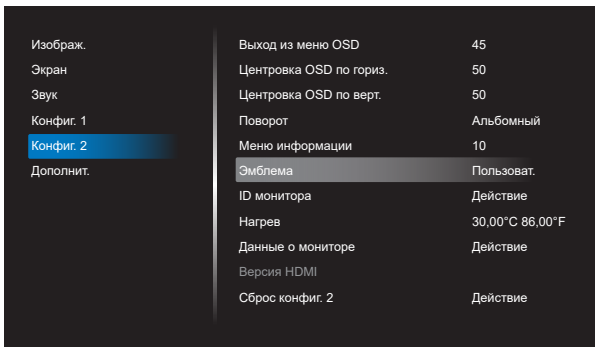 Изображ.
Экран
Звук
Конфиг. 1
Конфиг. 2
Дополнит.
Выход из меню OSD 45
Центровка OSD по гориз. 50
Центровка OSD по верт. 50
Поворот Альбомный
Меню информации 10
Эмблема Пользоват.
ID монитора Действие
Нагрев 30,00°C 86,00°F
Данные о мониторе Действие
Версия HDMI
Сброс конфиг. 2 Действие